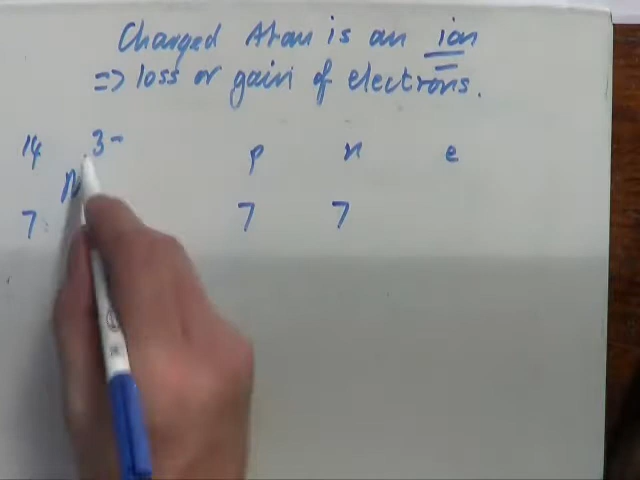 Charged Atom is an ion
=> loss or gain of electrons.
14 3- p n e
N
7 7 7